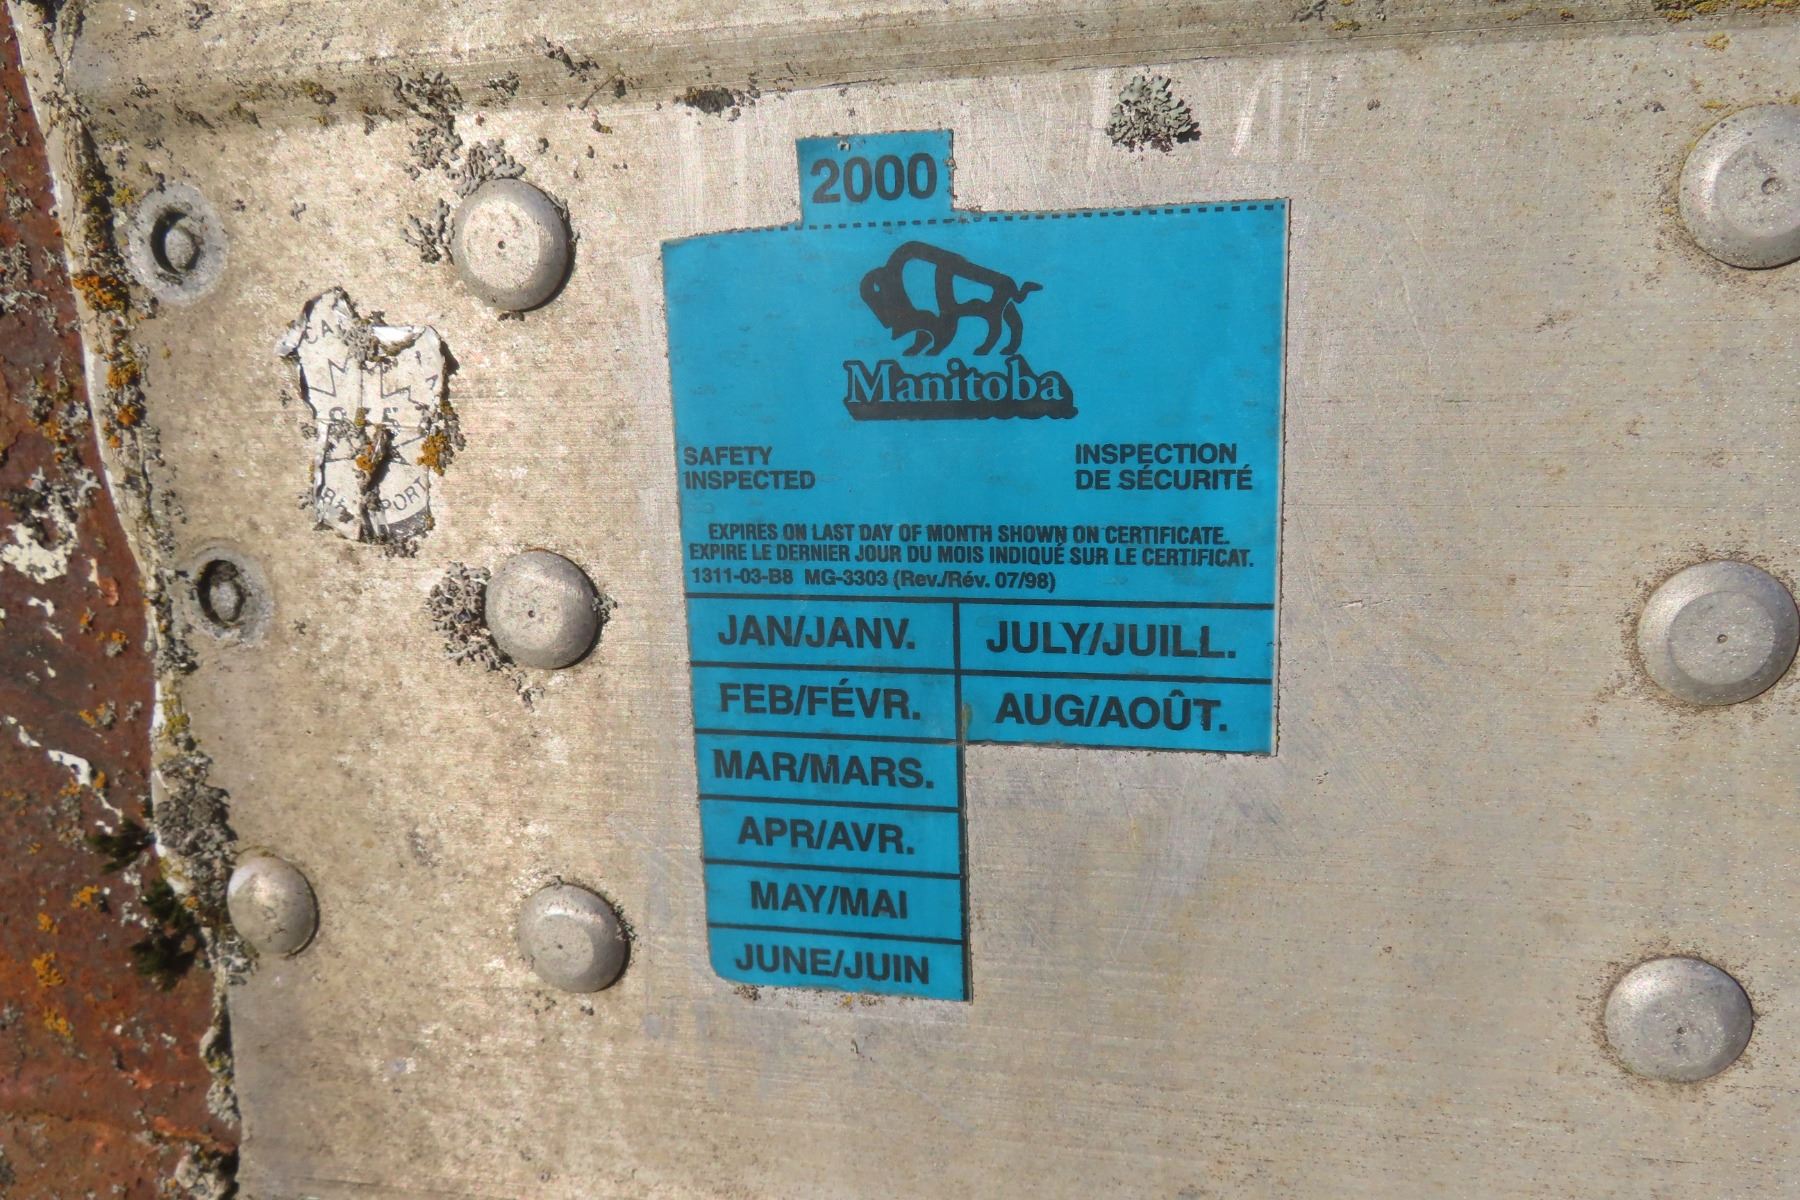 2000
Manitoba
SAFETY
INSPECTED
INSPECTION
DE SÉCURITÉ
EXPIRES ON LAST DAY OF MONTH SHOWN ON CERTIFICATE.
EXPIRE LE DERNIER JOUR DU MOIS INDIQUÉ SUR LE CERTIFICAT.
1311-03-B8 MG-3303 (Rev./Rév. 07/98)
JAN/JANV.
JULY/JUILL.
FEB/FÉVR.
AUG/AOÛT.
MAR/MARS.
APR/AVR.
MAY/MAI
JUNE/JUIN